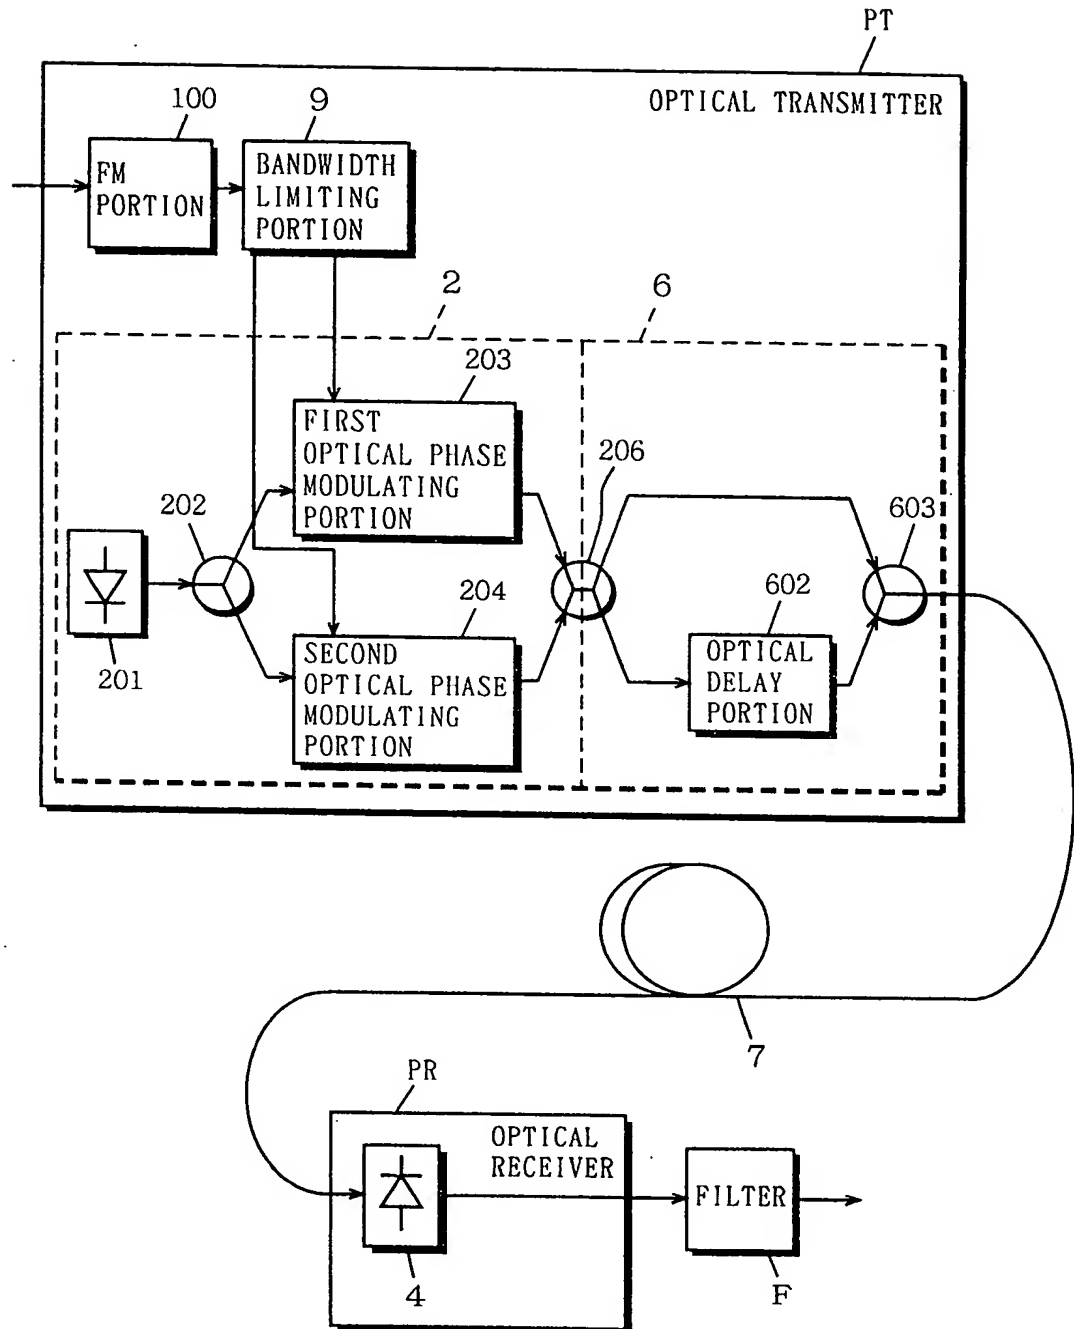 PT
OPTICAL TRANSMITTER
100
9
FM
PORTION
BANDWIDTH
LIMITING
PORTION
2
6
203
FIRST
OPTICAL PHASE
MODULATING
PORTION
206
202
603
201
204
SECOND
OPTICAL PHASE
MODULATING
PORTION
602
OPTICAL
DELAY
PORTION
7
PR
OPTICAL
RECEIVER
4
FILTER
F